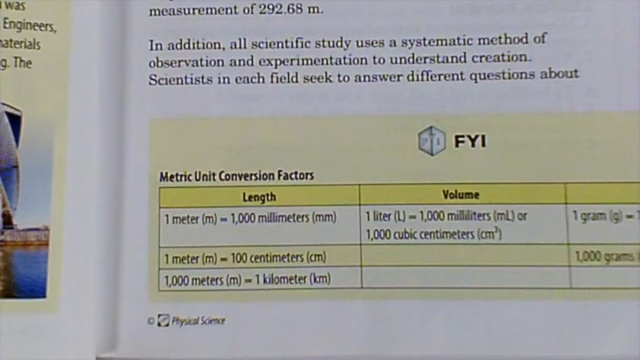 was
Engineers,
materials
g. The
measurement of 292.68 m.
In addition, all scientific study uses a systematic method of
observation and experimentation to understand creation.
Scientists in each field seek to answer different questions about
FYI
Metric Unit Conversion Factors
Length
Volume
1 meter (m) = 1,000 millimeters (mm)
1 liter (L) = 1,000 milliliters (mL) or
1,000 cubic centimeters (cm³)
1 gram (g) =
1 meter (m) = 100 centimeters (cm)
1,000 grams
1,000 meters (m) = 1 kilometer (km)
© Physical Science